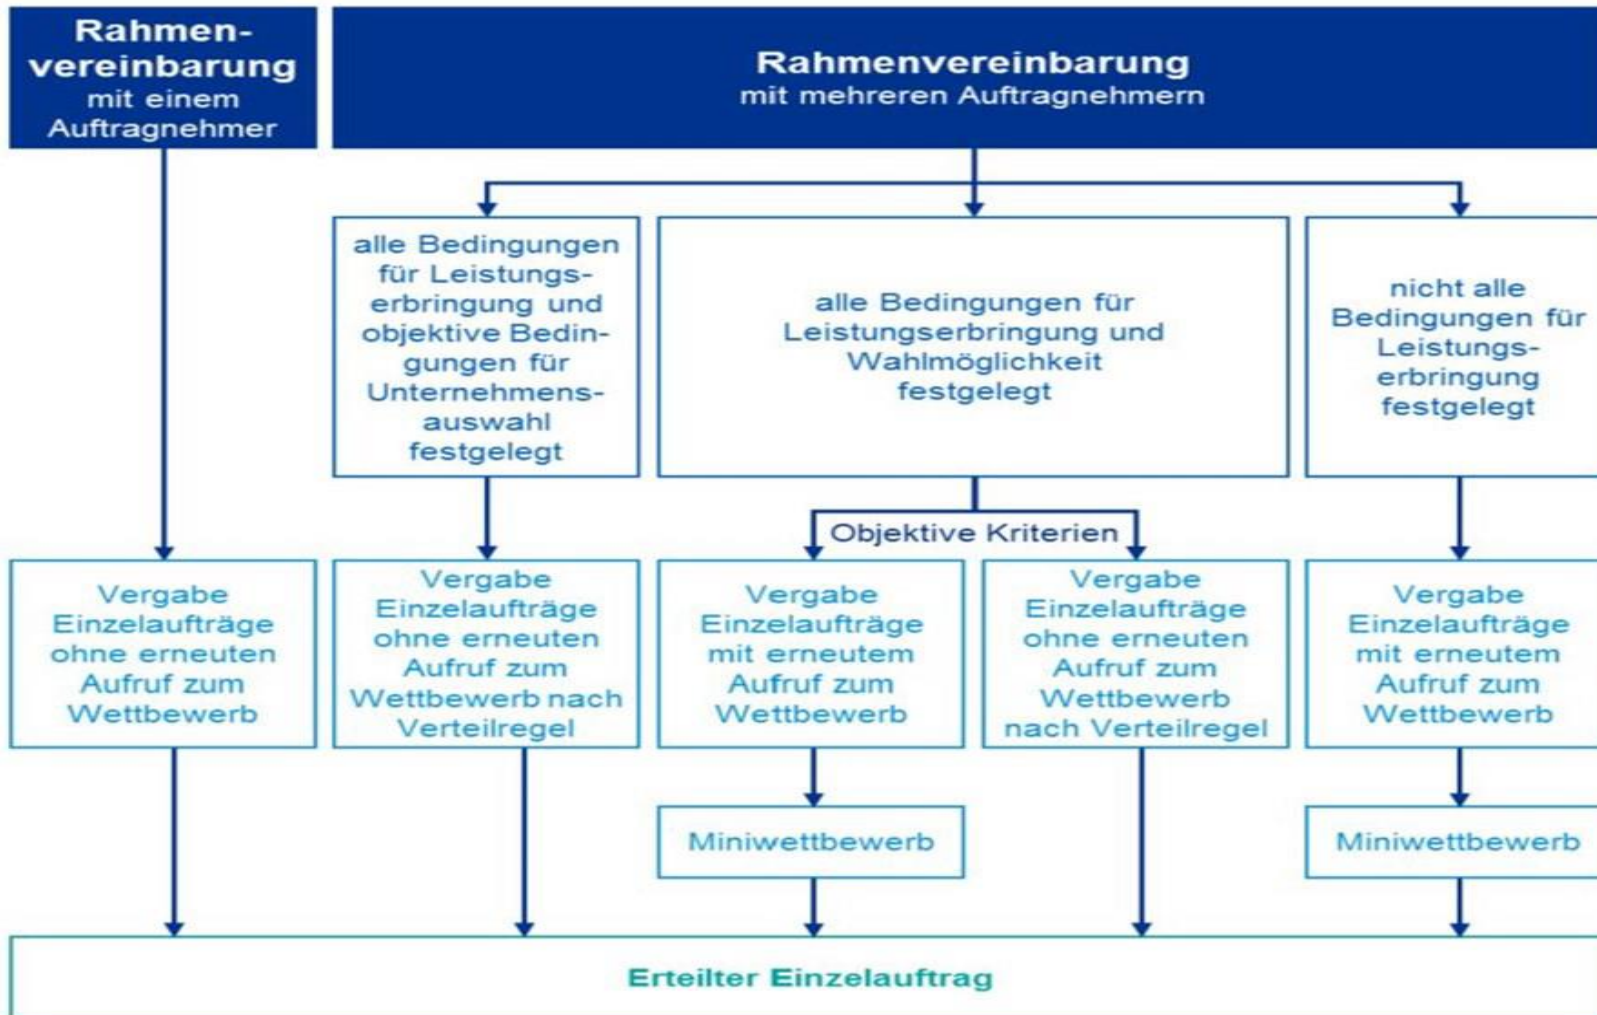 Rahmen-
vereinbarung
mit einem
Auftragnehmer
Rahmenvereinbarung
mit mehreren Auftragnehmern
alle Bedingungen
für Leistungs-
erbringung und
objektive Bedin-
gungen für
Unternehmens-
auswahl
festgelegt
alle Bedingungen für
Leistungserbringung und
Wahlmöglichkeit
festgelegt
nicht alle
Bedingungen für
Leistungs-
erbringung
festgelegt
Objektive Kriterien
Vergabe
Einzelaufträge
ohne erneuten
Aufruf zum
Wettbewerb
Vergabe
Einzelaufträge
ohne erneuten
Aufruf zum
Wettbewerb nach
Verteilregel
Vergabe
Einzelaufträge
mit erneutem
Aufruf zum
Wettbewerb
Vergabe
Einzelaufträge
ohne erneuten
Aufruf zum
Wettbewerb
nach Verteilregel
Vergabe
Einzelaufträge
mit erneutem
Aufruf zum
Wettbewerb
Miniwettbewerb
Miniwettbewerb
Erteilter Einzelauftrag